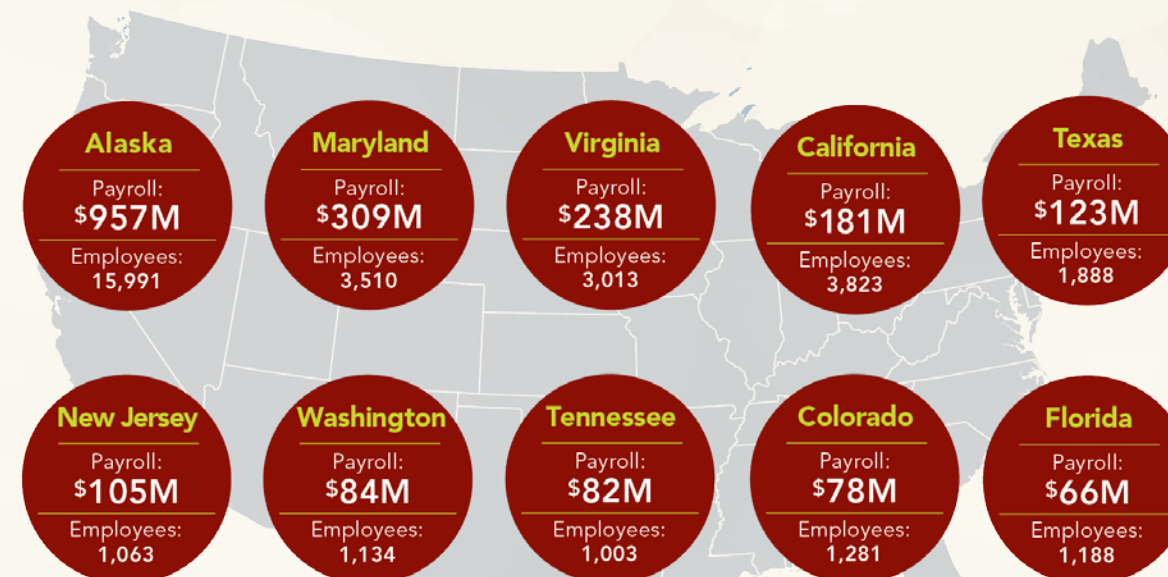 Alaska
Payroll:
$957M
Employees:
15,991
Maryland
Payroll:
$309M
Employees:
3,510
Virginia
Payroll:
$238M
Employees:
3,013
California
Payroll:
$181M
Employees:
3,823
Texas
Payroll:
$123M
Employees:
1,888
New Jersey
Payroll:
$105M
Employees:
1,063
Washington
Payroll:
$84M
Employees:
1,134
Tennessee
Payroll:
$82M
Employees:
1,003
Colorado
Payroll:
$78M
Employees:
1,281
Florida
Payroll:
$66M
Employees:
1,188